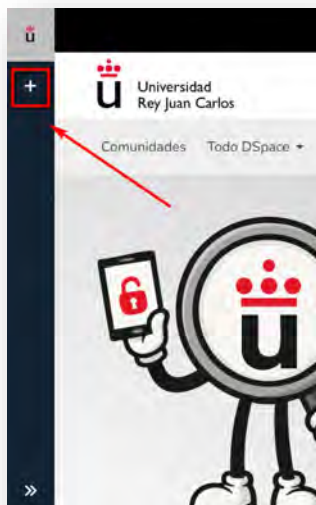 ü
+
u
Universidad
Rey Juan Carlos
Comunidades Todo DSpace
u
»